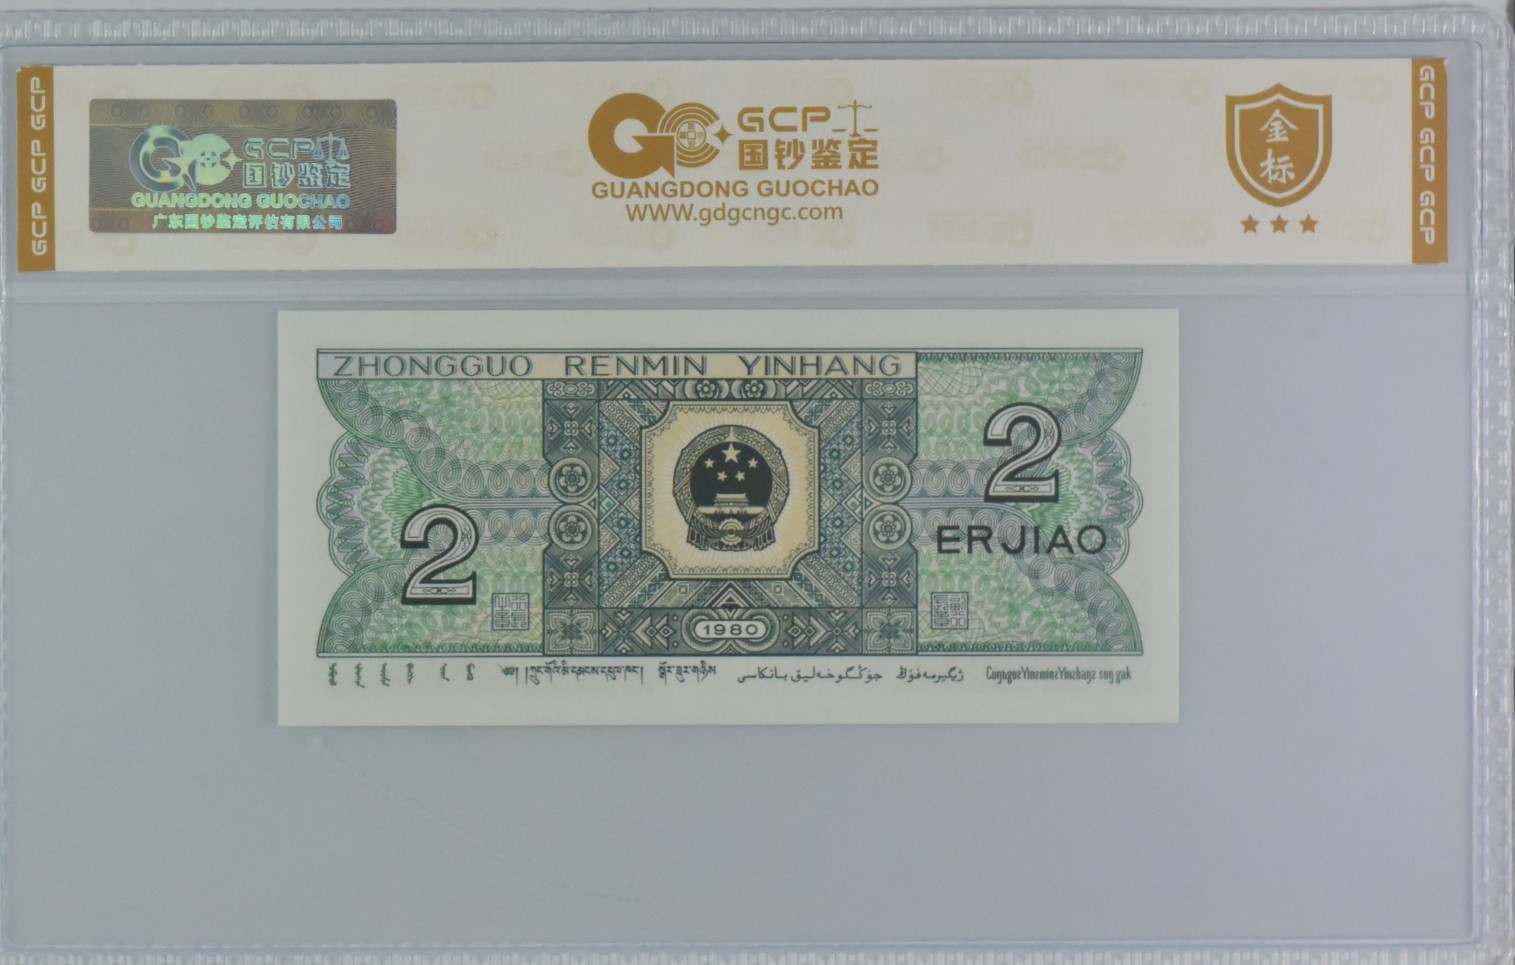 GCP GCP GCP
GCP
国钞鉴定
GUANGDONG GUOCHAO
广东国钞鉴定评估有限公司
GCP
国钞鉴定
GUANGDONG GUOCHAO
WWW.gdgcngc.com
金标
GCP GCP GCP
ZHONGGUO RENMIN YINHANG
2
ERJIAO
2
1980